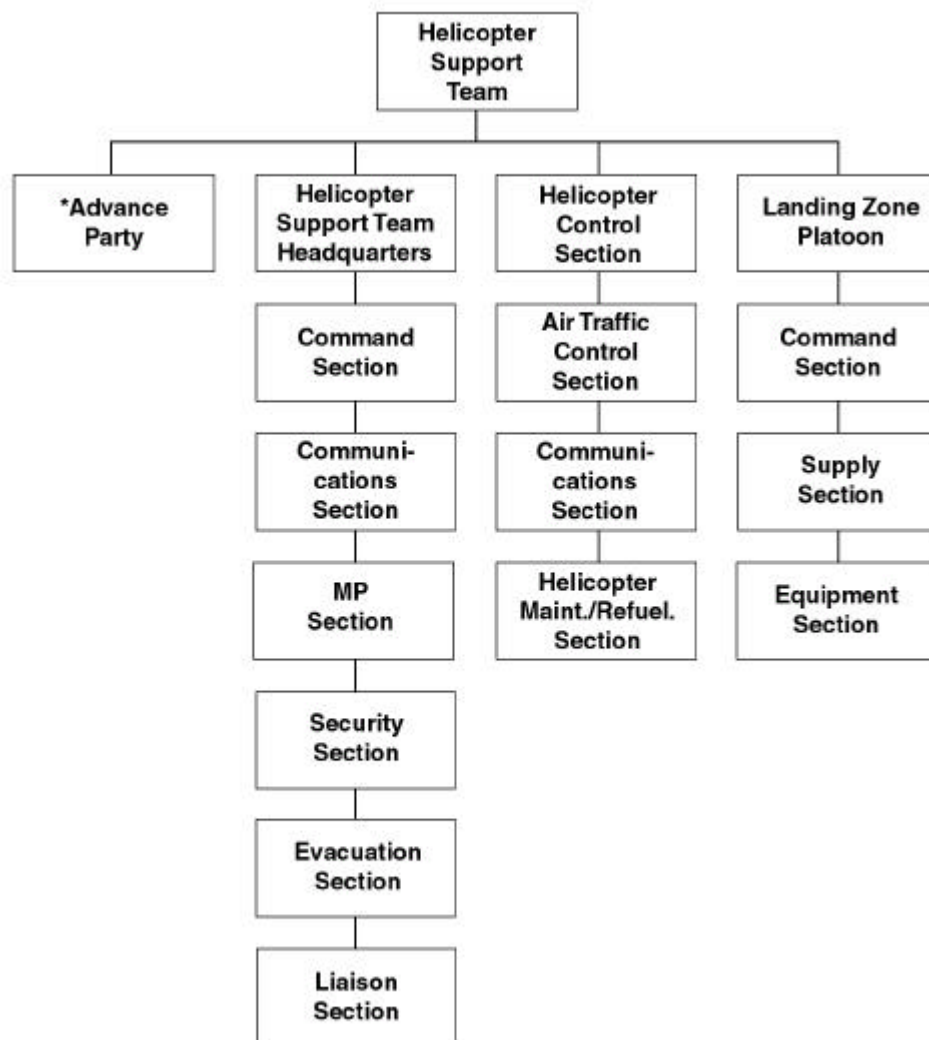 Helicopter
Support
Team
*Advance
Party
Helicopter
Support Team
Headquarters
Helicopter
Control
Section
Landing Zone
Platoon
Command
Section
Air Traffic
Control
Section
Command
Section
Communi-
cations
Section
Communi-
cations
Section
Supply
Section
MP
Section
Helicopter
Maint./Refuel.
Section
Equipment
Section
Security
Section
Evacuation
Section
Liaison
Section